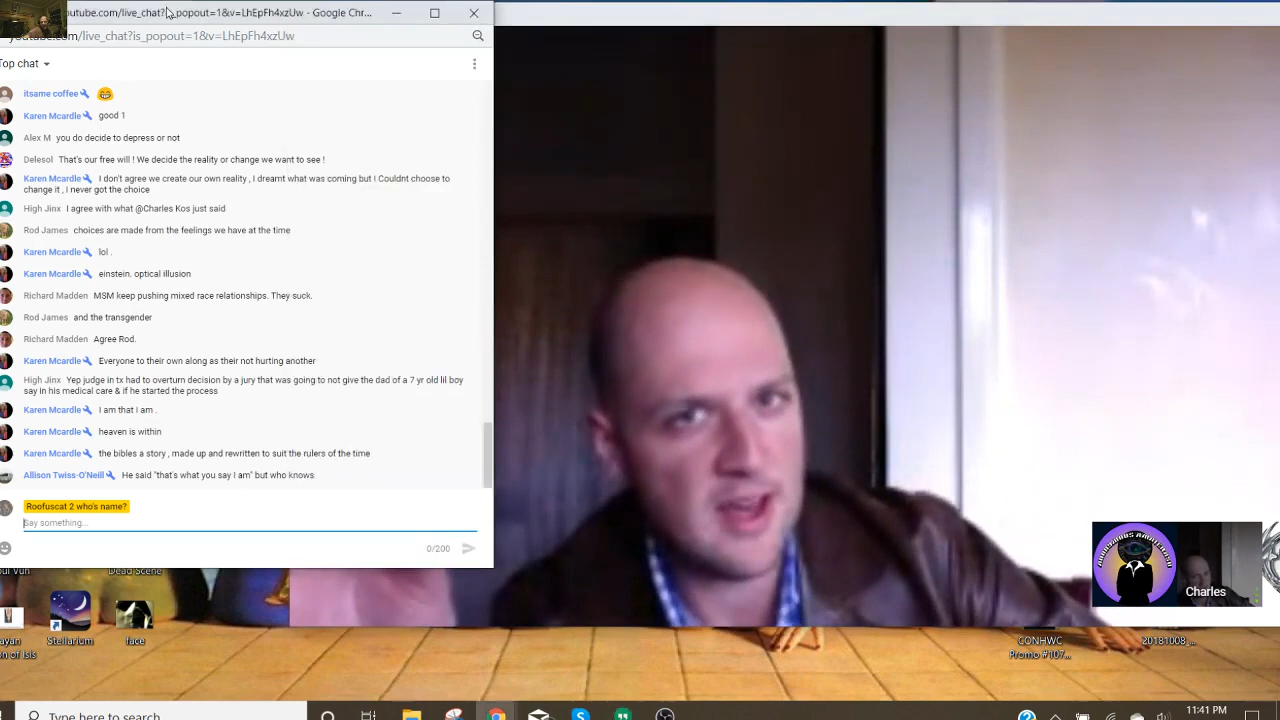 youtube.com/live_chat?is_popout=1&v=LhEpFh4xzUw - Google Chr...
youtube.com/live_chat?is_popout=1&v=LhEpFh4xzUw
Top chat
itsame coffee
Karen Mcardle good 1
Alex M you do decide to depress or not
Delesol That's our free will ! We decide the reality or change we want to see !
Karen Mcardle I don't agree we create our own reality , I dreamt what was coming but I Couldnt choose to
change it , I never got the choice
High Jinx I agree with what @Charles Kos just said
Rod James choices are made from the feelings we have at the time
Karen Mcardle lol .
Karen Mcardle einstein. optical illusion
Richard Madden MSM keep pushing mixed race relationships. They suck.
Rod James and the transgender
Richard Madden Agree Rod.
Karen Mcardle Everyone to their own along as their not hurting another
High Jinx Yep judge in tx had to overturn decision by a jury that was going to not give the dad of a 7 yr old lil boy
say in his medical care & if he started the process
Karen Mcardle I am that I am .
Karen Mcardle heaven is within
Karen Mcardle the bibles a story , made up and rewritten to suit the rulers of the time
Allison Twiss-O'Neill He said "that's what you say I am" but who knows
Roofuscat 2 who's name?
Say something...
0/200
Dead Scene
Stellarium
face
on of Isis
Charles
CONHWC
Promo #107...
20181008_...
Type here to search
11:41 PM